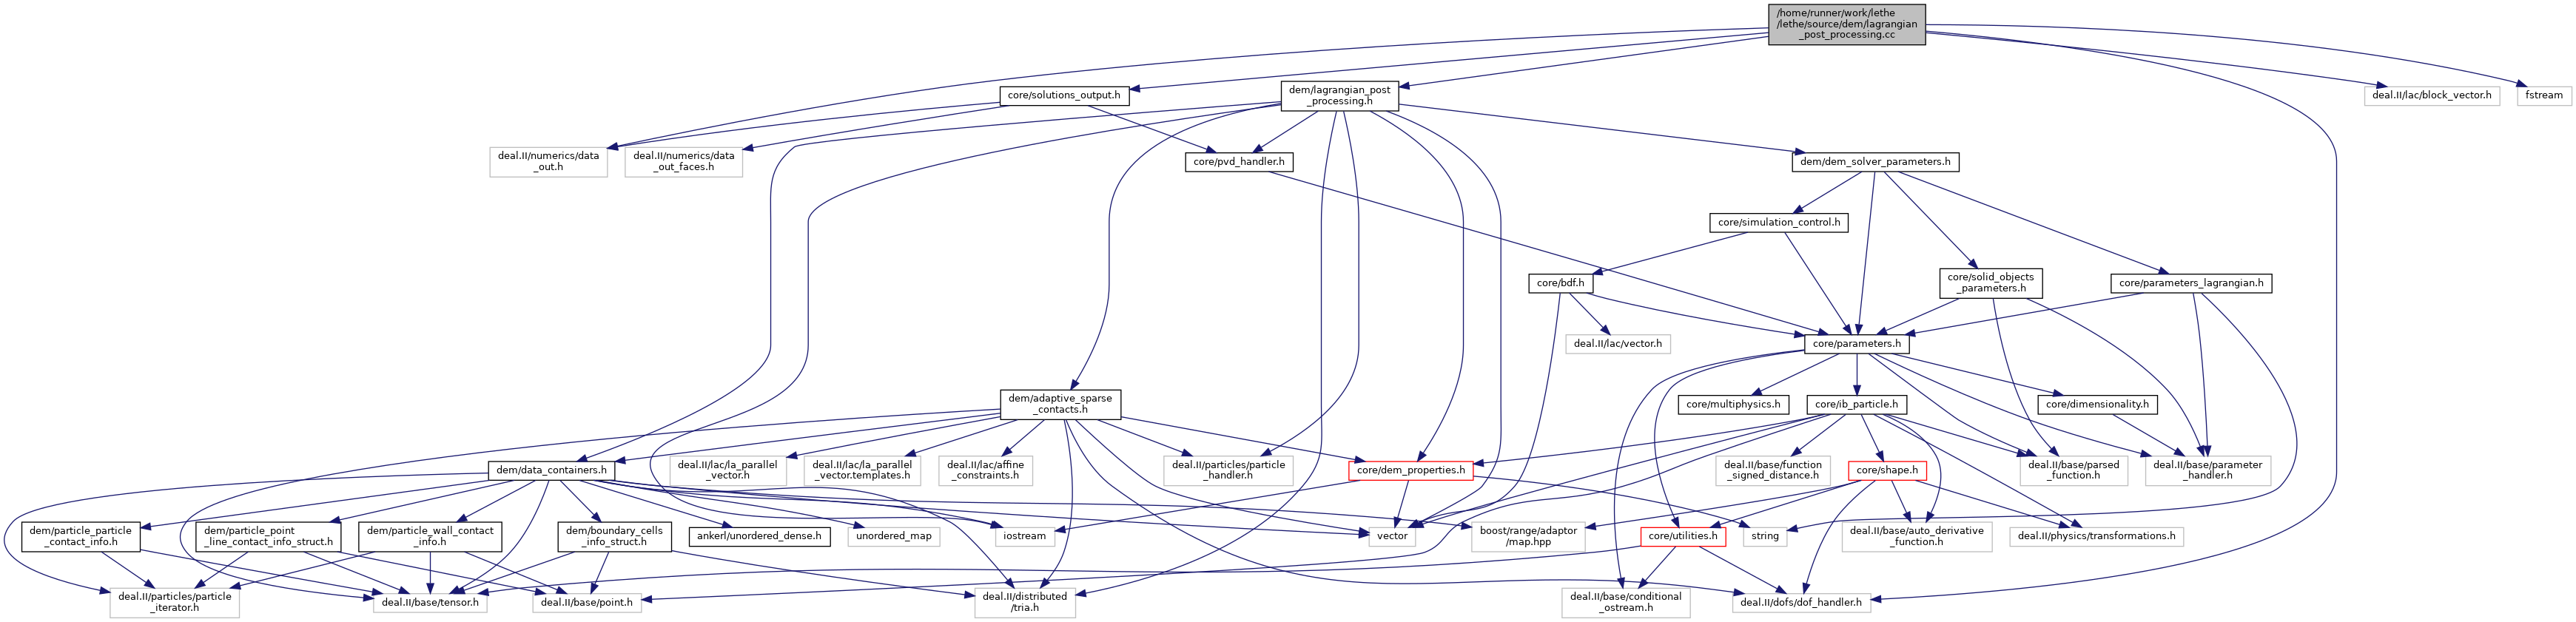 /home/runner/work/lethe
/lethe/source/dem/lagrangian
_post_processing.cc
core/solutions_output.h
dem/lagrangian_post
_processing.h
deal.II/lac/block_vector.h
fstream
deal.II/numerics/data
_out.h
deal.II/numerics/data
_out_faces.h
core/pvd_handler.h
dem/dem_solver_parameters.h
core/simulation_control.h
core/bdf.h
core/solid_objects
_parameters.h
core/parameters_lagrangian.h
deal.II/lac/vector.h
core/parameters.h
dem/adaptive_sparse
_contacts.h
core/multiphysics.h
core/ib_particle.h
core/dimensionality.h
dem/data_containers.h
deal.II/lac/la_parallel
_vector.h
deal.II/lac/la_parallel
_vector.templates.h
deal.II/lac/affine
_constraints.h
deal.II/particles/particle
_handler.h
core/dem_properties.h
deal.II/base/function
_signed_distance.h
core/shape.h
deal.II/base/parsed
_function.h
deal.II/base/parameter
_handler.h
dem/particle_particle
_contact_info.h
dem/particle_point
_line_contact_info_struct.h
dem/particle_wall_contact
_info.h
dem/boundary_cells
_info_struct.h
ankerl/unordered_dense.h
unordered_map
iostream
vector
boost/range/adaptor
/map.hpp
core/utilities.h
string
deal.II/base/auto_derivative
_function.h
deal.II/physics/transformations.h
deal.II/particles/particle
_iterator.h
deal.II/base/tensor.h
deal.II/base/point.h
deal.II/distributed
/tria.h
deal.II/base/conditional
_ostream.h
deal.II/dofs/dof_handler.h